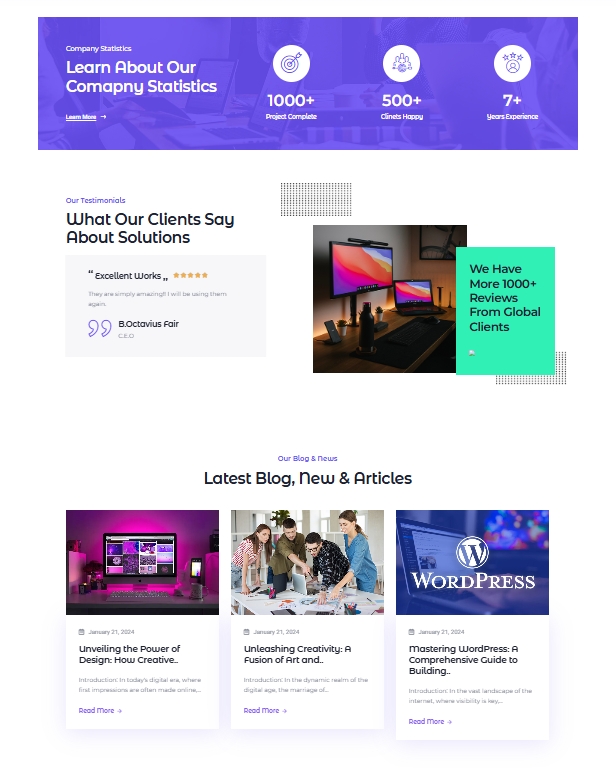 Company Statistics
Learn About Our
Comapny Statistics
Learn More →
1000+
Project Complete
500+
Clinets Happy
7+
Years Experience
Our Testimonials
What Our Clients Say
About Solutions
“ Excellent Works „
They are simply amazing!! I will be using them
again.
B.Octavius Fair
C.E.O
We Have
More 1000+
Reviews
From Global
Clients
Our Blog & News
Latest Blog, New & Articles
January 21, 2024
Unveiling the Power of
Design: How Creative..
Introduction: In today's digital era, where
first impressions are often made online,...
Read More →
January 21, 2024
Unleashing Creativity: A
Fusion of Art and..
Introduction: In the dynamic realm of the
digital age, the marriage of...
Read More →
WordPress
January 21, 2024
Mastering WordPress: A
Comprehensive Guide to
Building..
Introduction: In the vast landscape of the
internet, where visibility is key,...
Read More →